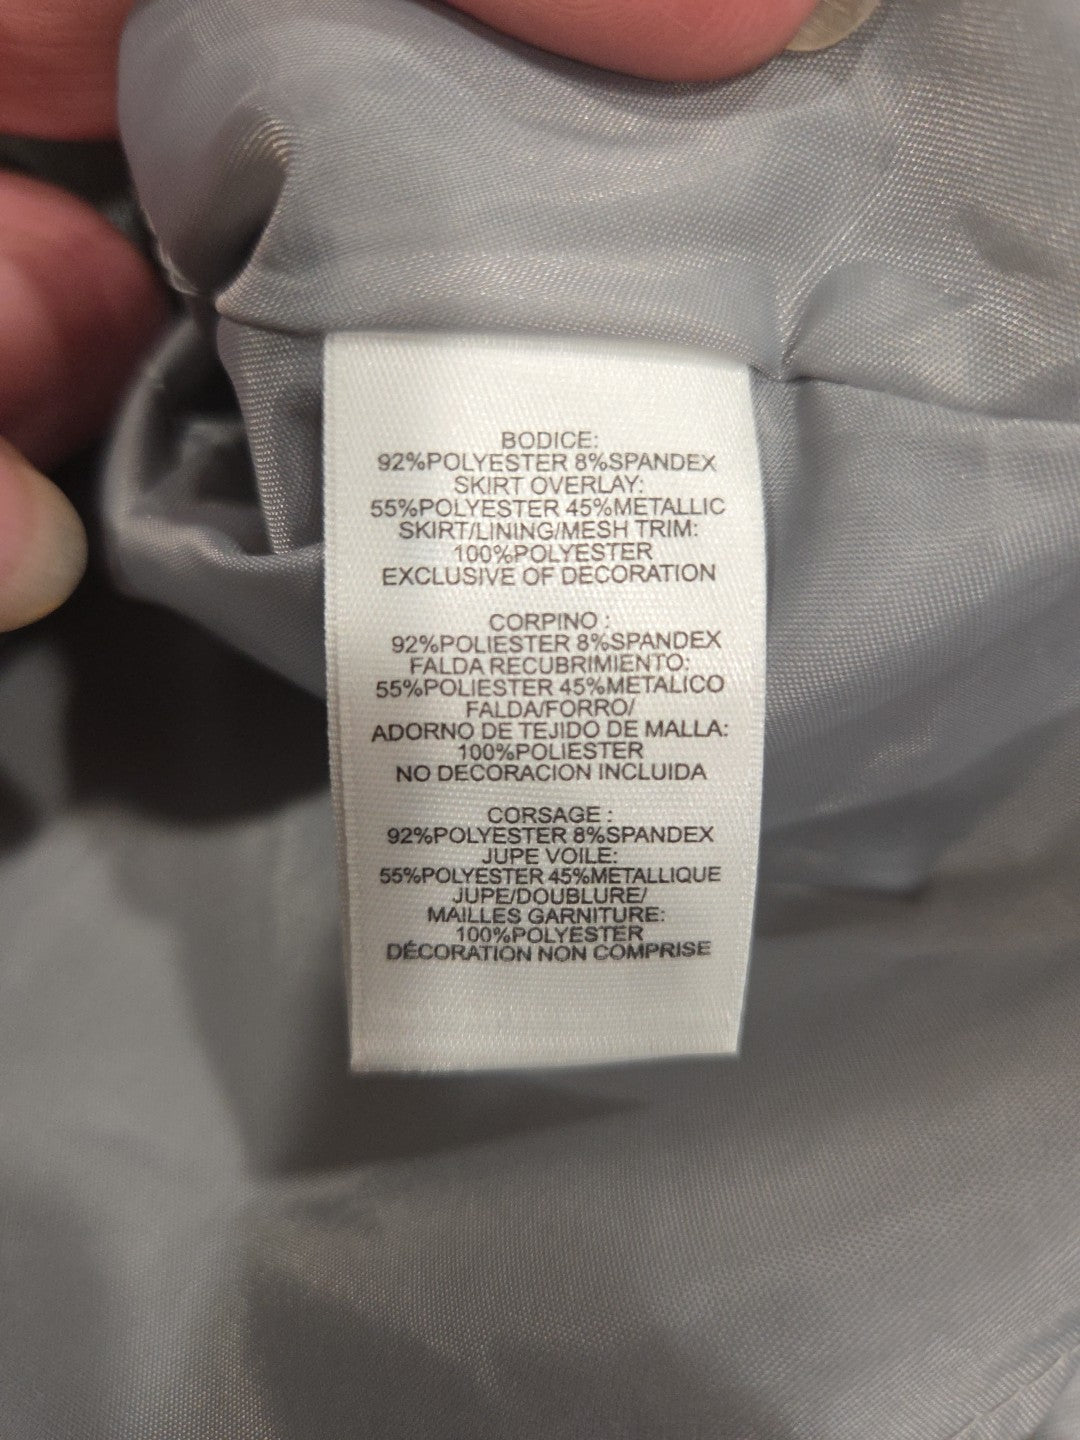 BODICE:
92%POLYESTER 8%SPANDEX
SKIRT OVERLAY:
55%POLYESTER 45%METALLIC
SKIRT/LINING/MESH TRIM:
100%POLYESTER
EXCLUSIVE OF DECORATION
CORPINO :
92%POLIESTER 8%SPANDEX
FALDA RECUBRIMIENTO:
55%POLIESTER 45%METALICO
FALDA/FORRO/
ADORNO DE TEJIDO DE MALLA:
100%POLIESTER
NO DECORACION INCLUIDA
CORSAGE :
92%POLYESTER 8%SPANDEX
JUPE VOILE:
55%POLYESTER 45%METALLIQUE
JUPE/DOUBLURE/
MAILLES GARNITURE:
100%POLYESTER
DÉCORATION NON COMPRISE